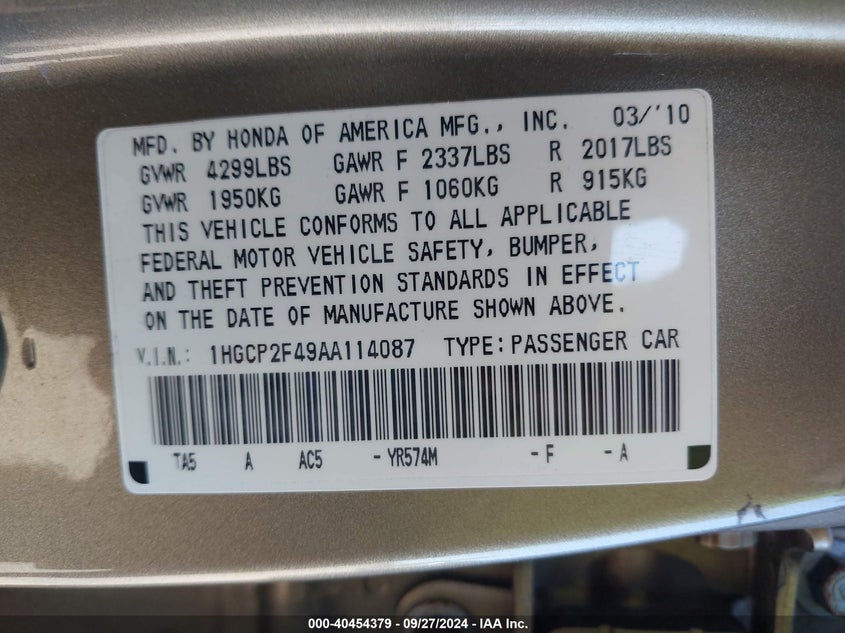 MFD. BY HONDA OF AMERICA MFG., INC. 03/'10
GVWR 4299LBS GAWR F 2337LBS R 2017LBS
GVWR 1950KG GAWR F 1060KG R 915KG
THIS VEHICLE CONFORMS TO ALL APPLICABLE
FEDERAL MOTOR VEHICLE SAFETY, BUMPER,
AND THEFT PREVENTION STANDARDS IN EFFECT
ON THE DATE OF MANUFACTURE SHOWN ABOVE.
V.I.N.: 1HGCP2F49AA114087 TYPE: PASSENGER CAR
TA5 A AC5 -YR574M -F -A
000-40454379 - 09/27/2024 - IAA Inc.